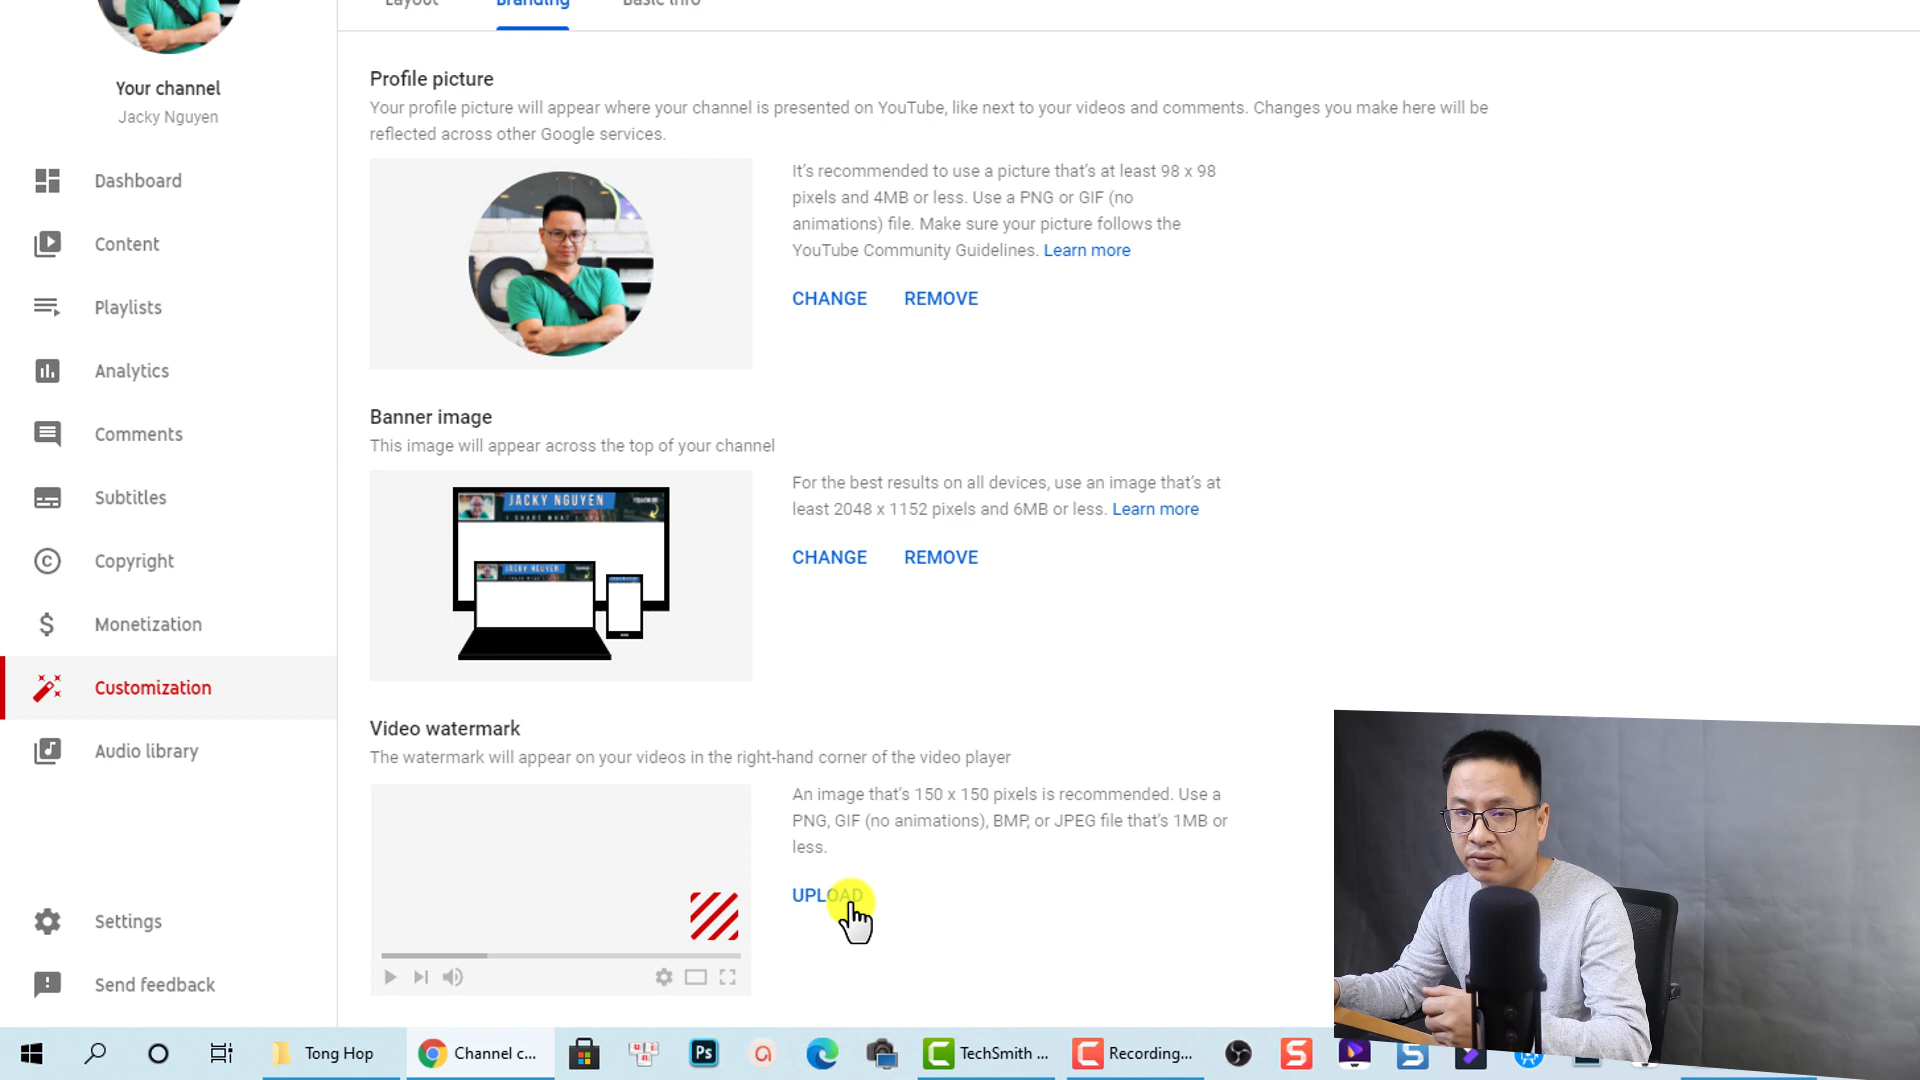 Layout
Branding
Basic info
Your channel
Jacky Nguyen
Dashboard
Content
Playlists
Analytics
Comments
Subtitles
Copyright
Monetization
Customization
Audio library
Settings
Send feedback
Profile picture
Your profile picture will appear where your channel is presented on YouTube, like next to your videos and comments. Changes you make here will be
reflected across other Google services.
It's recommended to use a picture that's at least 98 x 98
pixels and 4MB or less. Use a PNG or GIF (no
animations) file. Make sure your picture follows the
YouTube Community Guidelines. Learn more
CHANGE REMOVE
Banner image
This image will appear across the top of your channel
JACKY NGUYEN
I SHARE WHAT I
JACKY NGUYEN
For the best results on all devices, use an image that's at
least 2048 x 1152 pixels and 6MB or less. Learn more
CHANGE REMOVE
Video watermark
The watermark will appear on your videos in the right-hand corner of the video player
An image that's 150 x 150 pixels is recommended. Use a
PNG, GIF (no animations), BMP, or JPEG file that's 1MB or
less.
UPLOAD
Tong Hop
Channel c...
Ps
TechSmith ...
Recording...